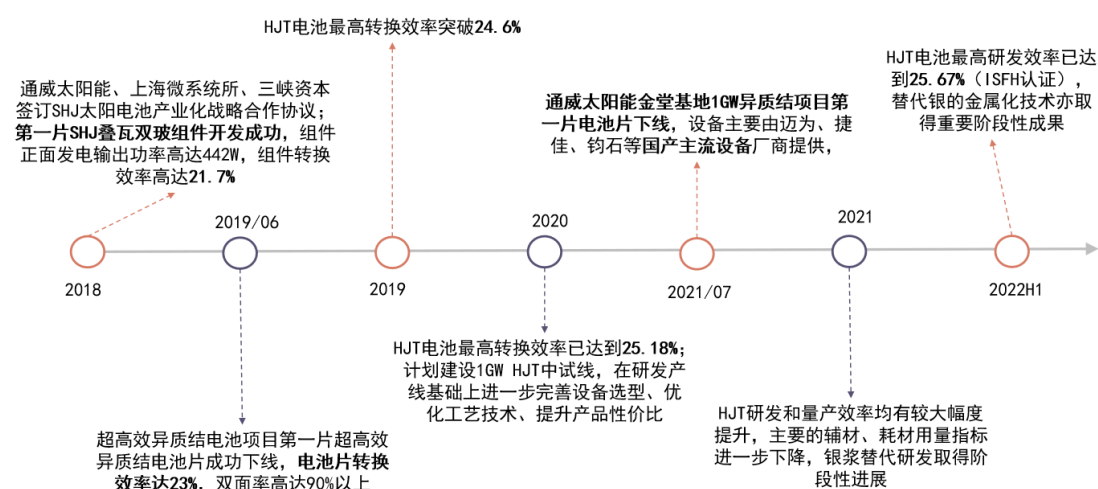 HJT电池最高转换效率突破24.6%
通威太阳能、上海微系统所、三峡资本
签订SHJ太阳电池产业化战略合作协议；
第一片SHJ叠瓦双玻组件开发成功，组件
正面发电输出功率高达442W，组件转换
效率高达21.7%
通威太阳能金堂基地1GW异质结项目第
一片电池片下线，设备主要由迈为、捷
佳、钧石等国产主流设备厂商提供，
HJT电池最高研发效率已达
到25.67%（ISFH认证），
替代银的金属化技术亦取
得重要阶段性成果
2019/06
2020
2021
2018
2019
2021/07
2022H1
HJT电池最高转换效率已达到25.18%；
计划建设1GW HJT中试线，在研发产
线基础上进一步完善设备选型、优
化工艺技术、提升产品性价比
超高效异质结电池项目第一片超高效
异质结电池片成功下线，电池片转换
效率达23%，双面率高达90%以上
HJT研发和量产效率均有较大幅度
提升，主要的辅材、耗材用量指标
进一步下降，银浆替代研发取得阶
段性进展